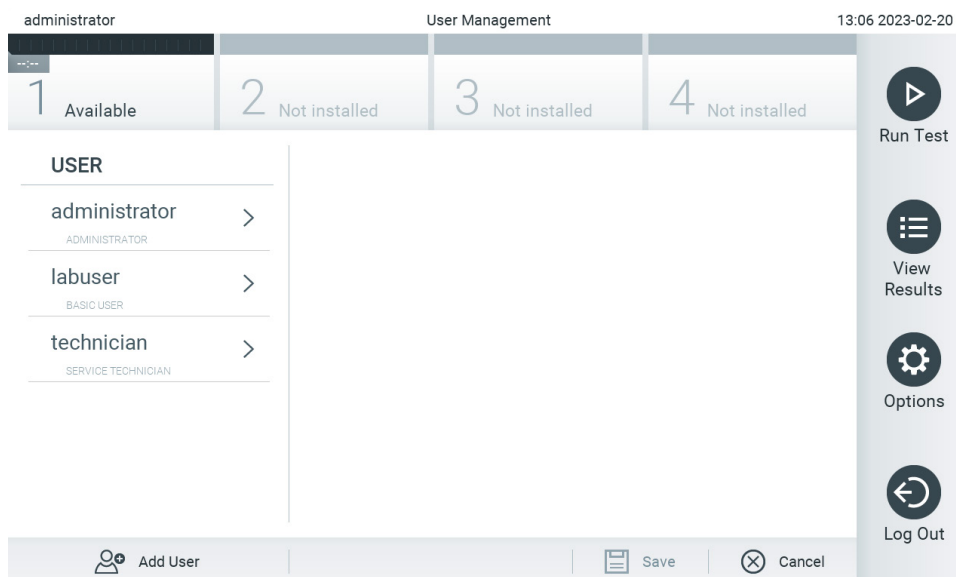 administrator User Management 13:06 2023-02-20
--:--
1 Available 2 Not installed 3 Not installed 4 Not installed
Run Test
USER
administrator
ADMINISTRATOR
labuser
BASIC USER
technician
SERVICE TECHNICIAN
View
Results
Options
Log Out
Add User Save Cancel